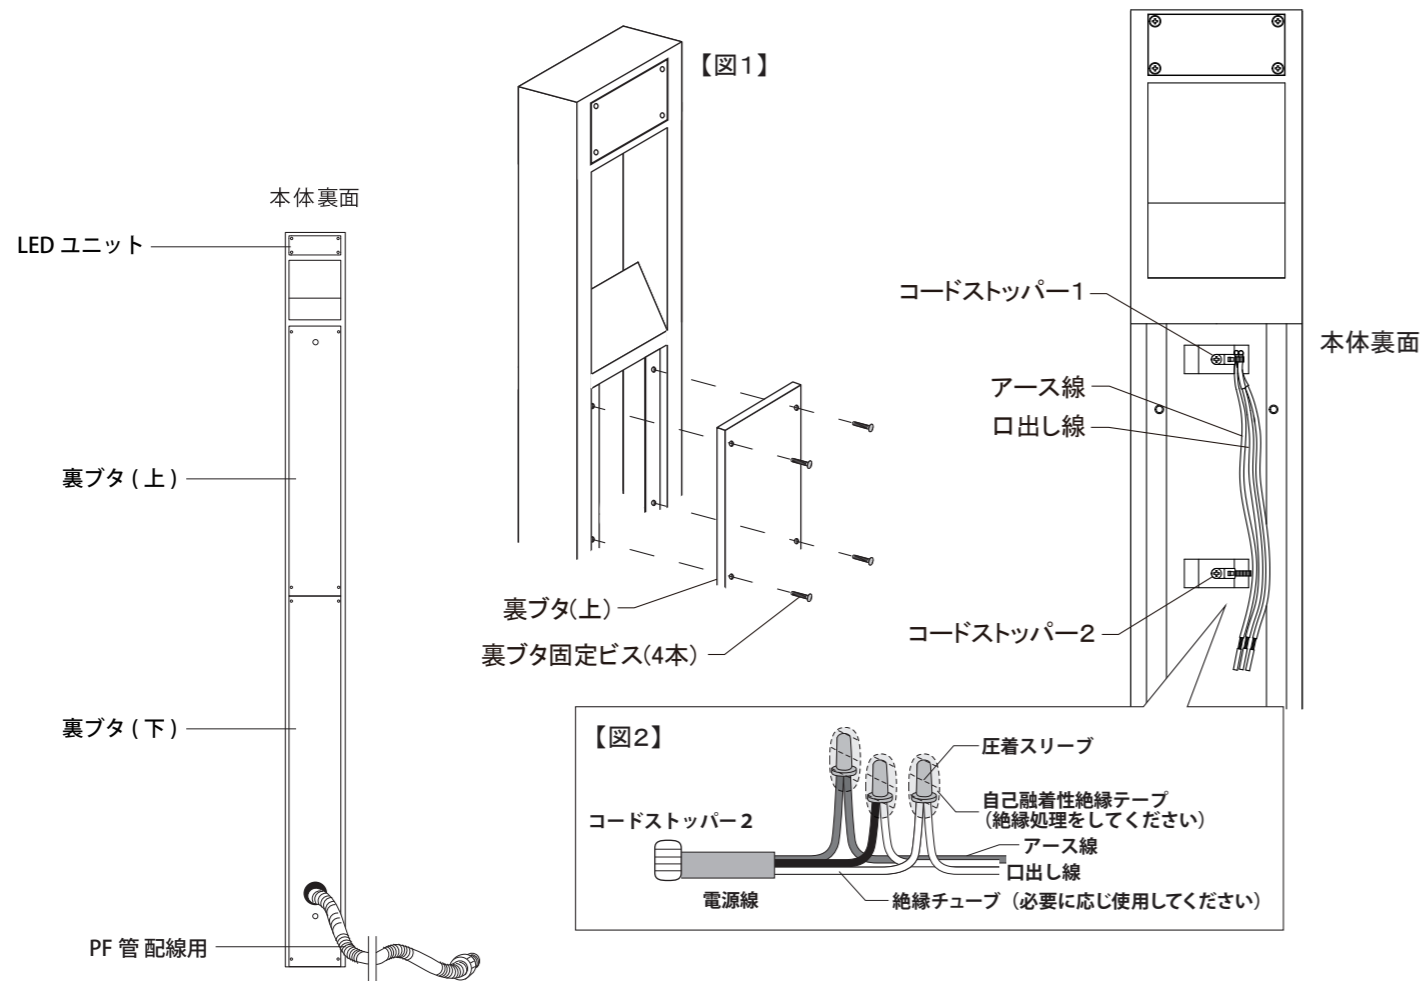 本体裏面
LED ユニット
裏ブタ ( 上 )
裏ブタ ( 下 )
PF 管 配線用
【図1】
裏ブタ(上)
裏ブタ固定ビス(4本)
コードストッパー1
本体裏面
アース線
口出し線
コードストッパー2
【図2】
圧着スリーブ
自己融着性絶縁テープ
(絶縁処理をしてください)
コードストッパー 2
アース線
口出し線
電源線
絶縁チューブ(必要に応じ使用してください)